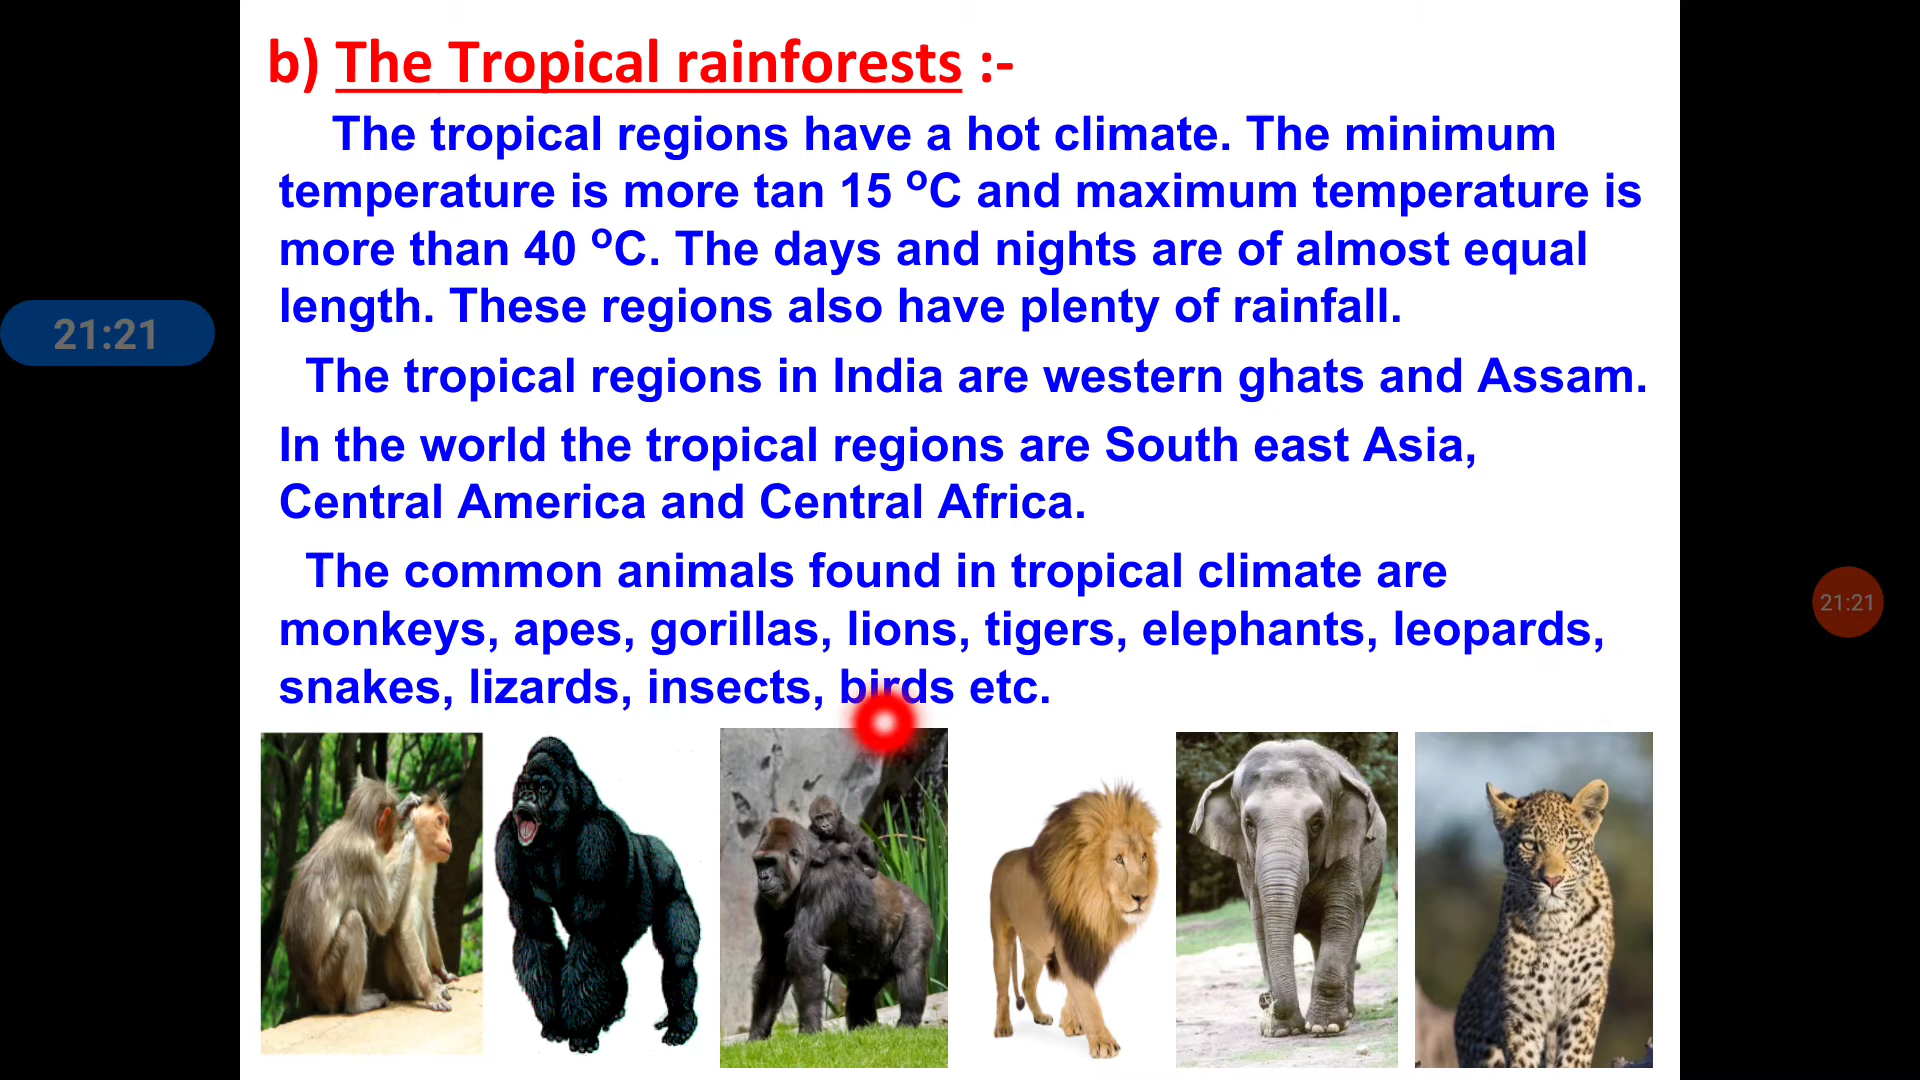 b) The Tropical rainforests :-
The tropical regions have a hot climate. The minimum
temperature is more tan 15 ºC and maximum temperature is
more than 40 ºC. The days and nights are of almost equal
length. These regions also have plenty of rainfall.
The tropical regions in India are western ghats and Assam.
In the world the tropical regions are South east Asia,
Central America and Central Africa.
The common animals found in tropical climate are
monkeys, apes, gorillas, lions, tigers, elephants, leopards,
snakes, lizards, insects, birds etc.
21:21
21:21